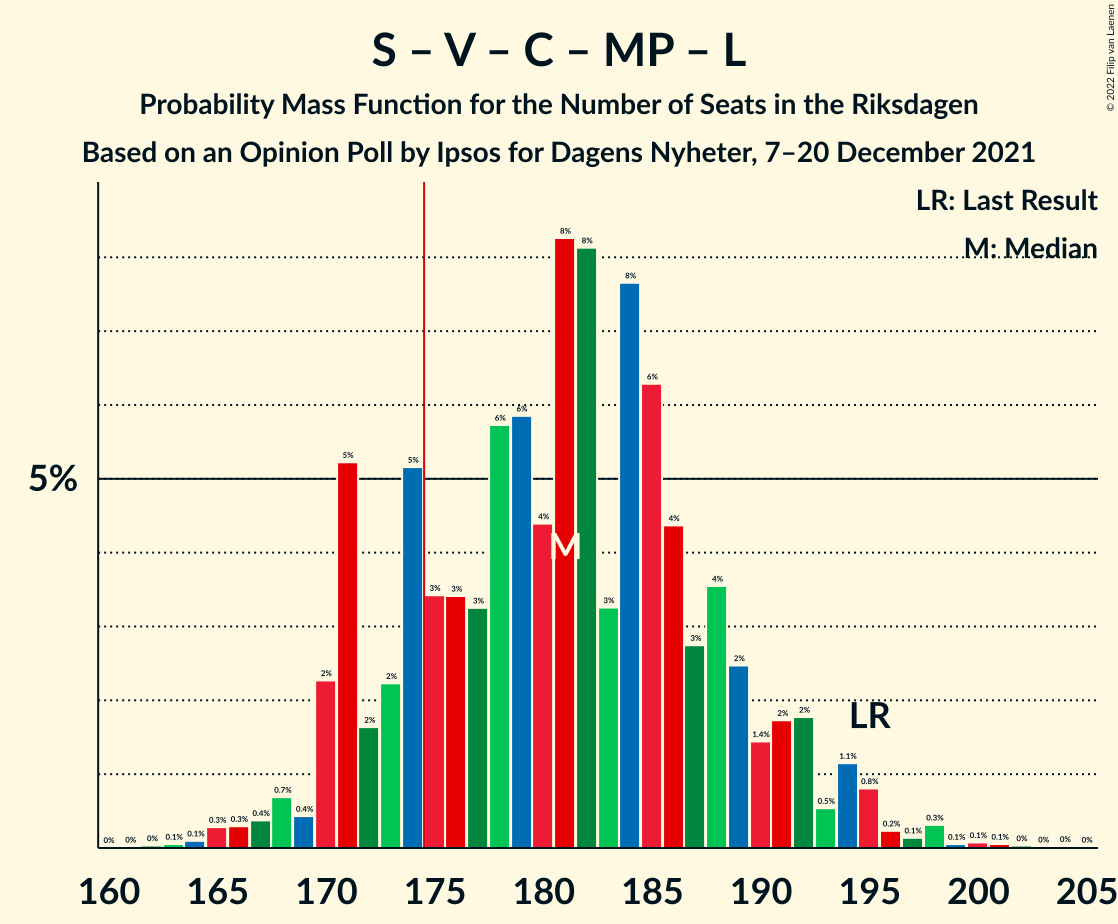 S – V – C – MP – L
Probability Mass Function for the Number of Seats in the Riksdagen
Based on an Opinion Poll by Ipsos for Dagens Nyheter, 7–20 December 2021
© 2022 Filip van Laenen
LR: Last Result
M: Median
5%
0% 0% 0% 0.1% 0.1% 0.3% 0.3% 0.4% 0.7% 0.4% 2% 5% 2% 2% 5% 3% 3% 3% 6% 6% 4% 8% 8% 3% 8% 6% 4% 3% 4% 2% 1.4% 2% 2% 0.5% 1.1% 0.8% 0.2% 0.1% 0.3% 0.1% 0.1% 0.1% 0% 0% 0% 0%
M
LR
160 165 170 175 180 185 190 195 200 205